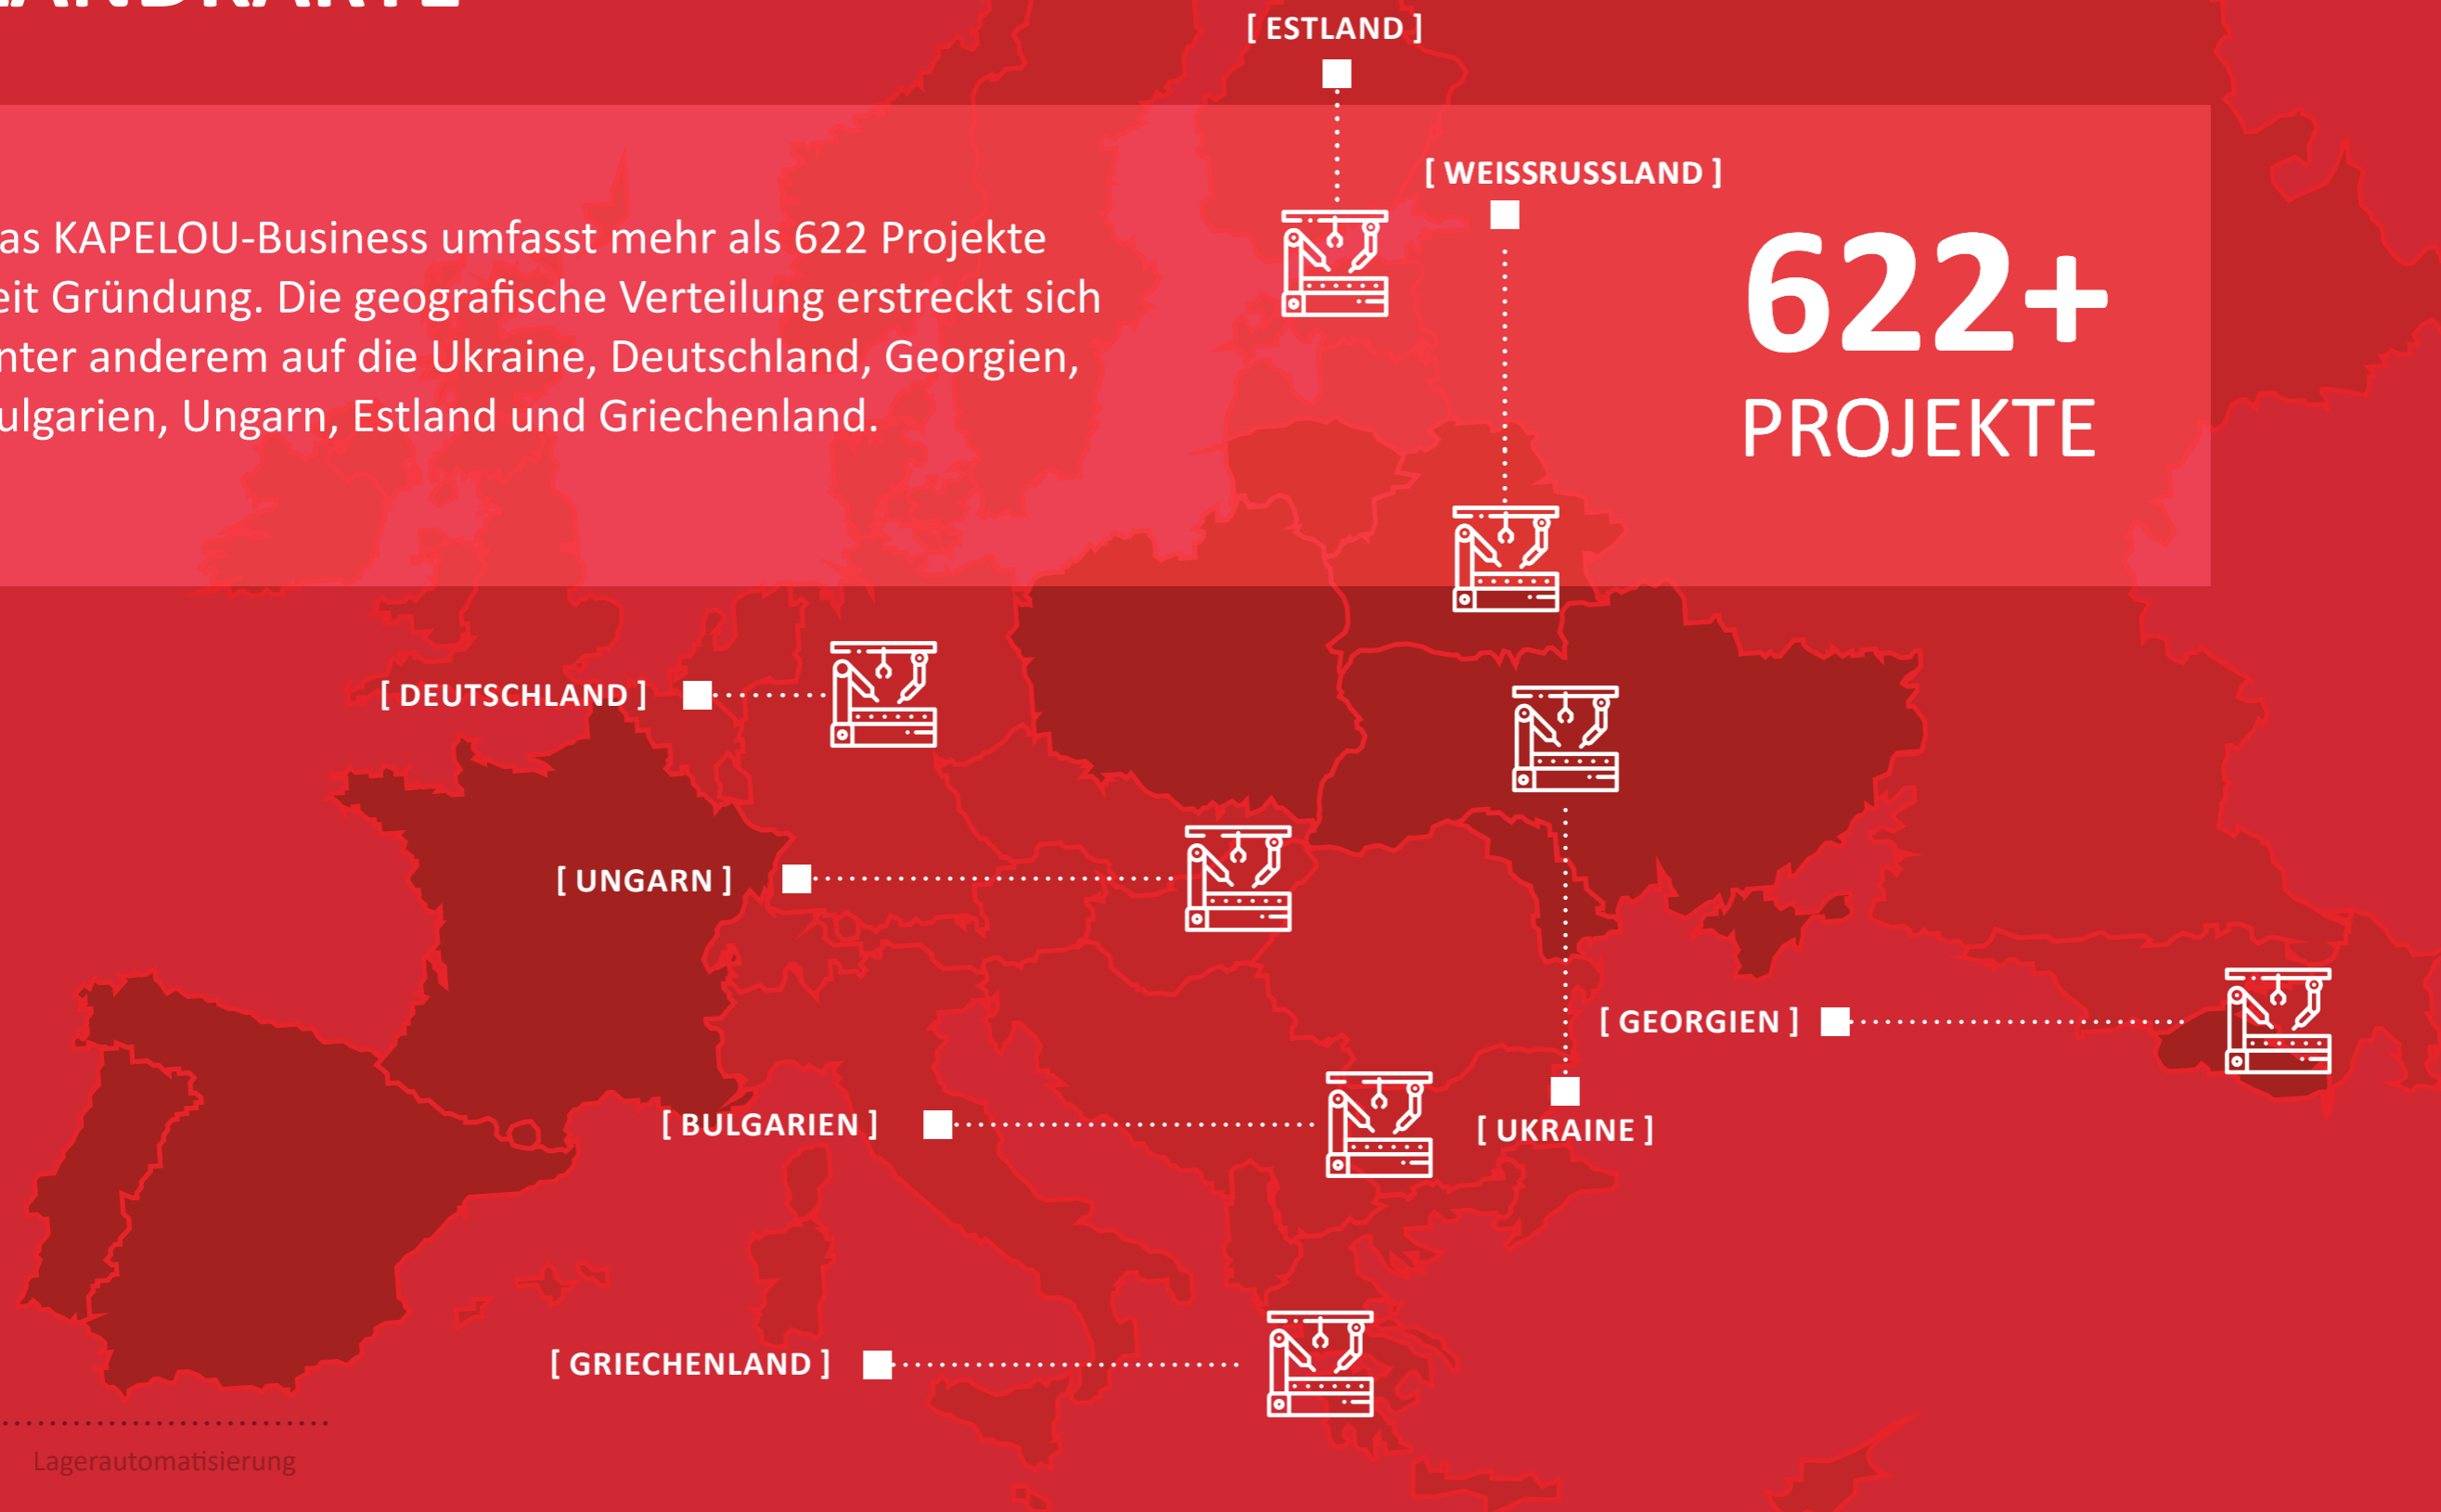 LANDKARTE
[ ESTLAND ]
[ WEISSRUSSLAND ]
as KAPELOU-Business umfasst mehr als 622 Projekte
eit Gründung. Die geografische Verteilung erstreckt sich
nter anderem auf die Ukraine, Deutschland, Georgien,
ulgarien, Ungarn, Estland und Griechenland.
622+
PROJEKTE
[ DEUTSCHLAND ]
[ UNGARN ]
[ GEORGIEN ]
[ BULGARIEN ]
[ UKRAINE ]
[ GRIECHENLAND ]
Lagerautomatisierung